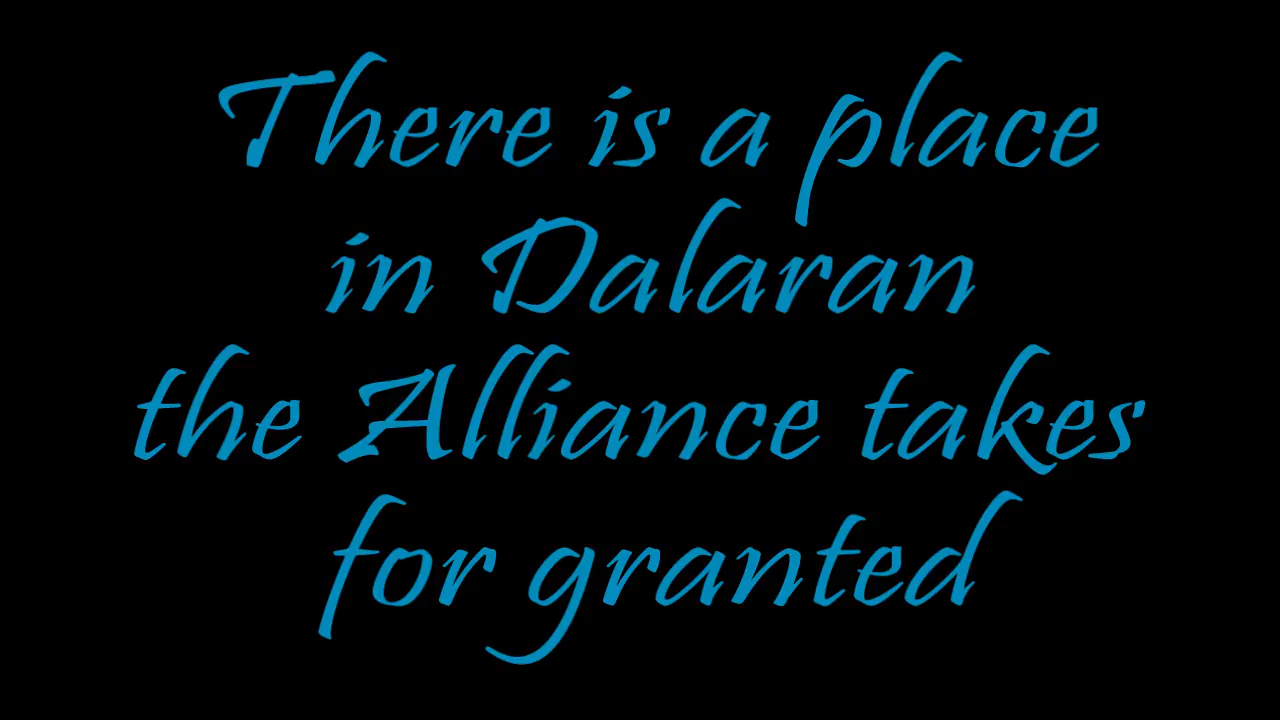 There is a place
in Dalaran
the Alliance takes
for granted